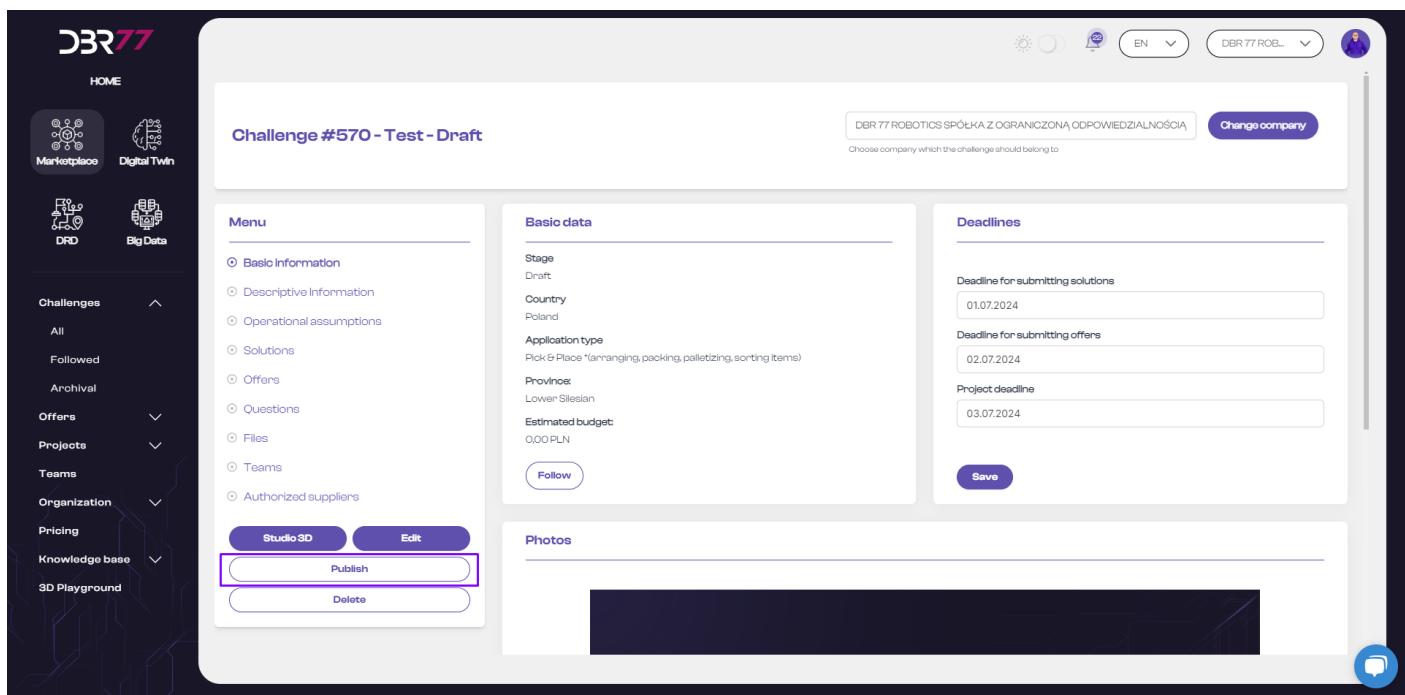 DBR77
HOME
Marketplace
Digital Twin
DRD
Big Data
Challenges
All
Followed
Archival
Offers
Projects
Teams
Organization
Pricing
Knowledge base
3D Playground
29
EN
DBR 77 ROB...
Challenge #570 - Test - Draft
DBR 77 ROBOTICS SPÓŁKA Z OGRANICZONĄ ODPOWIEDZIALNOŚCIĄ
Change company
Choose company which the challenge should belong to
Menu
Basic information
Descriptive Information
Operational assumptions
Solutions
Offers
Questions
Files
Teams
Authorized suppliers
Studio 3D
Edit
Publish
Delete
Basic data
Stage
Draft
Country
Poland
Application type
Pick & Place *(arranging, packing, palletizing, sorting items)
Province:
Lower Silesian
Estimated budget:
0,00 PLN
Follow
Deadlines
Deadline for submitting solutions
01.07.2024
Deadline for submitting offers
02.07.2024
Project deadline
03.07.2024
Save
Photos